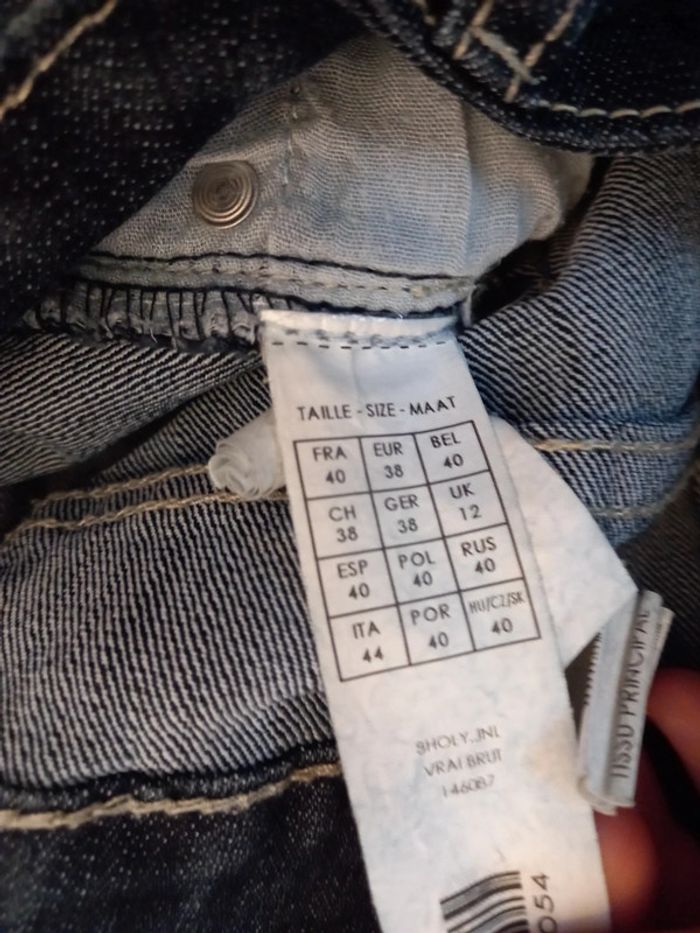 TAILLE - SIZE - MAAT
FRA EUR BEL
40 38 40
CH GER UK
38 38 12
ESP POL RUS
40 40 40
ITA POR HU/CZ/SK
44 40 40
SHOLY.JNL
VRAI BRUT
146087
054
TISSU PRINCIPAL